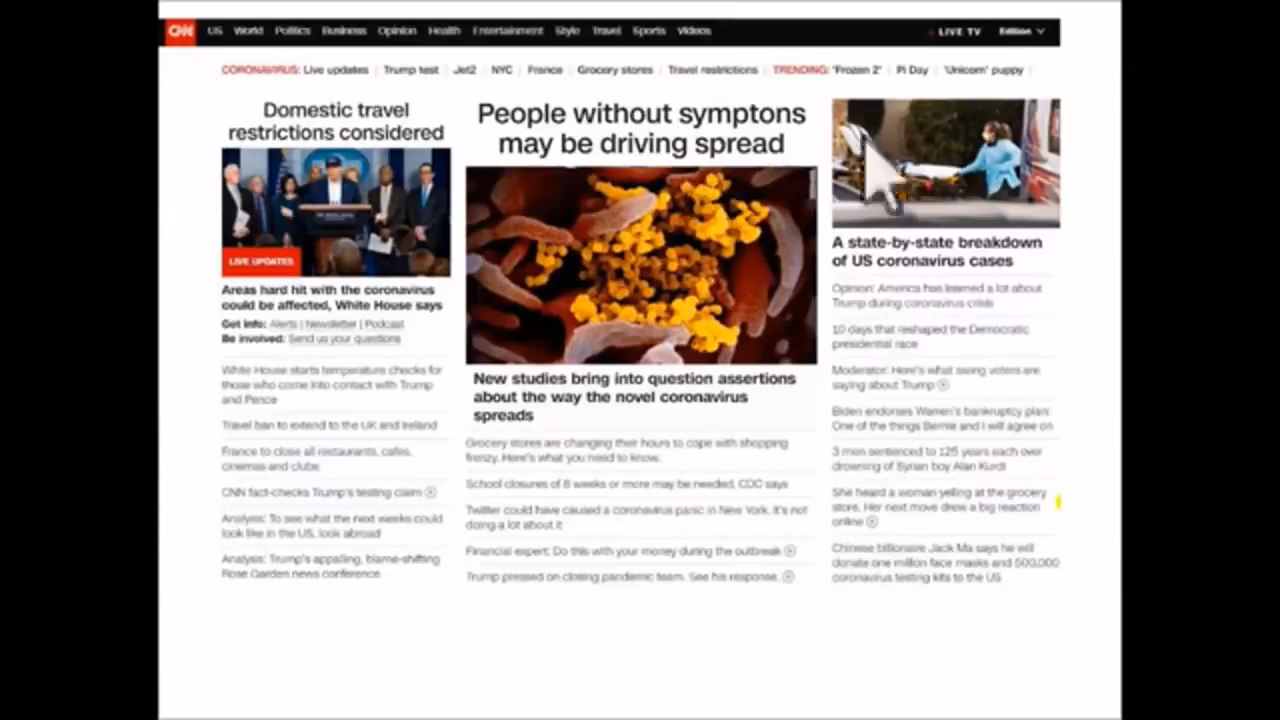 CNN US World Politics Business Opinion Health Entertainment Style Travel Sports Videos LIVE TV Edition
CORONAVIRUS: Live updates Trump test Jet2 NYC France Grocery stores Travel restrictions TRENDING: 'Frozen 2' Pi Day 'Unicorn' puppy
Domestic travel
restrictions considered
LIVE UPDATES
Areas hard hit with the coronavirus
could be affected, White House says
Get info: Alerts | Newsletter | Podcast
Be involved: Send us your questions
White House starts temperature checks for
those who come into contact with Trump
and Pence
Travel ban to extend to the UK and Ireland
France to close all restaurants, cafes,
cinemas and clubs
CNN fact-checks Trump's testing claim
Analysis: To see what the next weeks could
look like in the US, look abroad
Analysis: Trump's appalling, blame-shifting
Rose Garden news conference
People without symptoms
may be driving spread
New studies bring into question assertions
about the way the novel coronavirus
spreads
Grocery stores are changing their hours to cope with shopping
frenzy. Here's what you need to know.
School closures of 8 weeks or more may be needed, CDC says
Twitter could have caused a coronavirus panic in New York. It's not
doing a lot about it
Financial expert: Do this with your money during the outbreak
Trump pressed on closing pandemic team. See his response.
A state-by-state breakdown
of US coronavirus cases
Opinion: America has learned a lot about
Trump during coronavirus crisis
10 days that reshaped the Democratic
presidential race
Moderator: Here's what swing voters are
saying about Trump
Biden endorses Warren's bankruptcy plan:
One of the things Bernie and I will agree on
3 men sentenced to 125 years each over
drowning of Syrian boy Alan Kurdi
She heard a woman yelling at the grocery
store. Her next move drew a big reaction
online
Chinese billionaire Jack Ma says he will
donate one million face masks and 500,000
coronavirus testing kits to the US